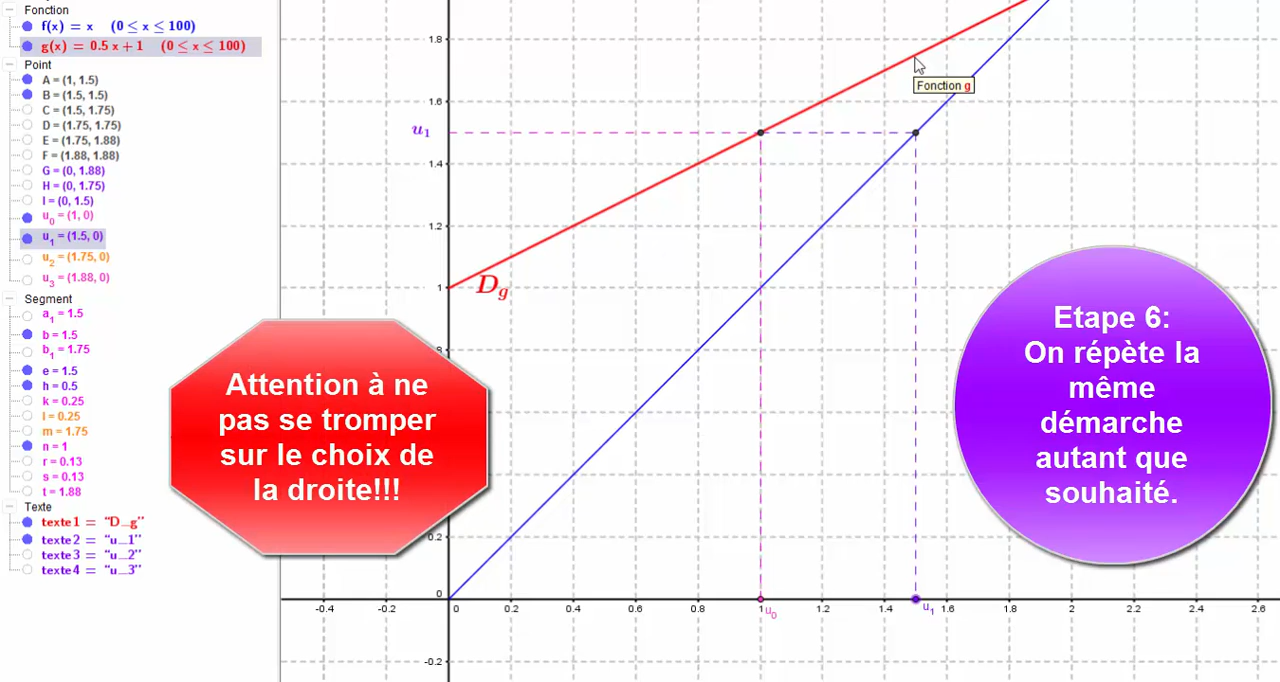 Fonction
f(x) = x (0 ≤ x ≤ 100)
g(x) = 0.5 x + 1 (0 ≤ x ≤ 100)
Point
A = (1, 1.5)
B = (1.5, 1.5)
C = (1.5, 1.75)
D = (1.75, 1.75)
E = (1.75, 1.88)
F = (1.88, 1.88)
G = (0, 1.88)
H = (0, 1.75)
I = (0, 1.5)
u₀ = (1, 0)
u₁ = (1.5, 0)
u₂ = (1.75, 0)
u₃ = (1.88, 0)
Segment
a₁ = 1.5
b = 1.5
b₁ = 1.75
e = 1.5
h = 0.5
k = 0.25
l = 0.25
m = 1.75
n = 1
r = 0.13
s = 0.13
t = 1.88
Texte
texte1 = "D_g"
texte2 = "u_1"
texte3 = "u_2"
texte4 = "u_3"
1.8
1.6
u₁
1.4
1.2
1
8
0.2
0
-0.2
Fonction g
D_g
Attention à ne
pas se tromper
sur le choix de
la droite!!!
Etape 6:
On répète la
même
démarche
autant que
souhaité.
-0.4 -0.2 0 0.2 0.4 0.6 0.8 1 u₀ 1.2 1.4 u₁ 1.6 1.8 2 2.2 2.4 2.6